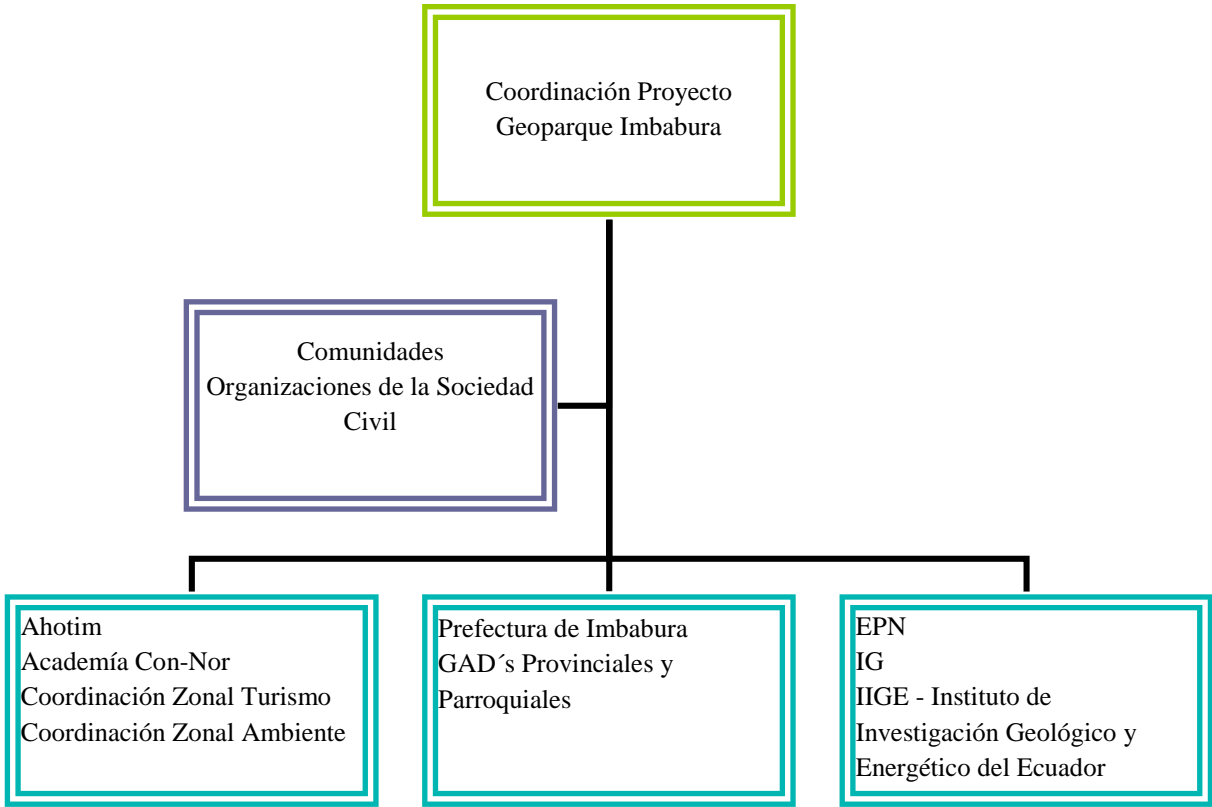 Coordinación Proyecto
Geoparque Imbabura
Comunidades
Organizaciones de la Sociedad
Civil
Ahotim
Academía Con-Nor
Coordinación Zonal Turismo
Coordinación Zonal Ambiente
Prefectura de Imbabura
GAD´s Provinciales y
Parroquiales
EPN
IG
IIGE - Instituto de
Investigación Geológico y
Energético del Ecuador